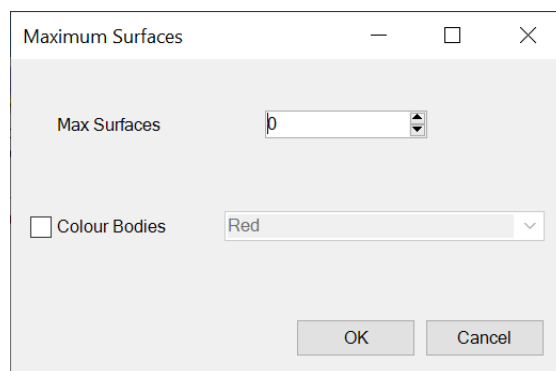 Maximum Surfaces
Max Surfaces 0
Colour Bodies Red
OK Cancel